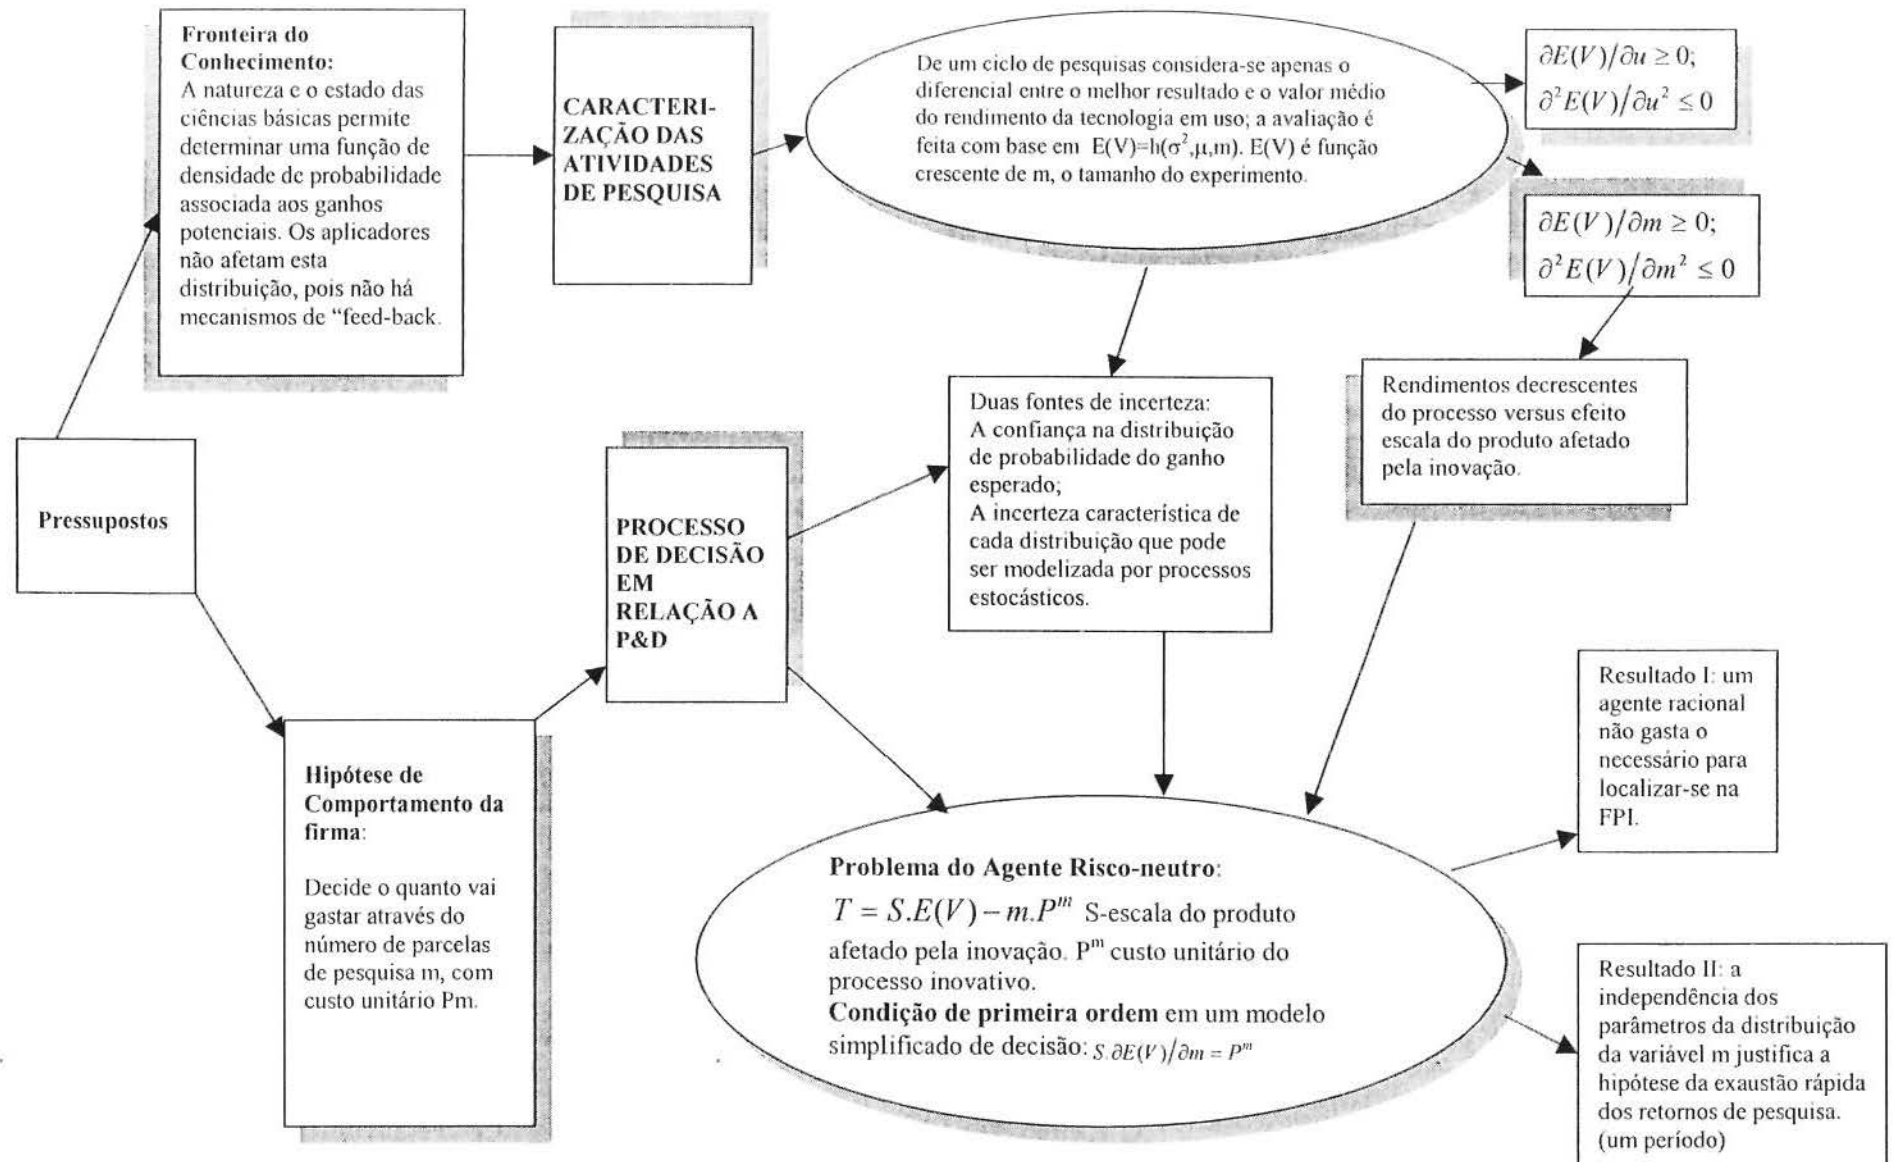 Fronteira do
Conhecimento:
A natureza e o estado das
ciências básicas permite
determinar uma função de
densidade de probabilidade
associada aos ganhos
potenciais. Os aplicadores
não afetam esta
distribuição, pois não há
mecanismos de “feed-back.
CARACTERI-
ZAÇÃO DAS
ATIVIDADES
DE PESQUISA
De um ciclo de pesquisas considera-se apenas o
diferencial entre o melhor resultado e o valor médio
do rendimento da tecnologia em uso; a avaliação é
feita com base em E(V)=h(σ²,μ,m). E(V) é função
crescente de m, o tamanho do experimento.
∂E(V)/∂u ≥ 0;
∂²E(V)/∂u² ≤ 0
∂E(V)/∂m ≥ 0;
∂²E(V)/∂m² ≤ 0
Pressupostos
PROCESSO
DE DECISÃO
EM
RELAÇÃO A
P&D
Duas fontes de incerteza:
A confiança na distribuição
de probabilidade do ganho
esperado;
A incerteza característica de
cada distribuição que pode
ser modelizada por processos
estocásticos.
Rendimentos decrescentes
do processo versus efeito
escala do produto afetado
pela inovação.
Hipótese de
Comportamento da
firma:
Decide o quanto vai
gastar através do
número de parcelas
de pesquisa m, com
custo unitário Pm.
Problema do Agente Risco-neutro:
T = S.E(V) – m.Pᵐ S-escala do produto
afetado pela inovação. Pᵐ custo unitário do
processo inovativo.
Condição de primeira ordem em um modelo
simplificado de decisão: S.∂E(V)/∂m = Pᵐ
Resultado I: um
agente racional
não gasta o
necessário para
localizar-se na
FPI.
Resultado II: a
independência dos
parâmetros da distribuição
da variável m justifica a
hipótese da exaustão rápida
dos retornos de pesquisa.
(um período)